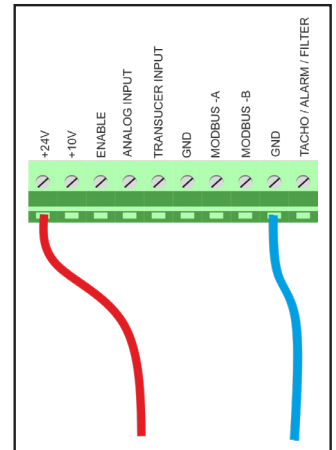 +24V
+10V
ENABLE
ANALOG INPUT
TRANSUCER INPUT
GND
MODBUS -A
MODBUS -B
GND
TACHO / ALARM / FILTER